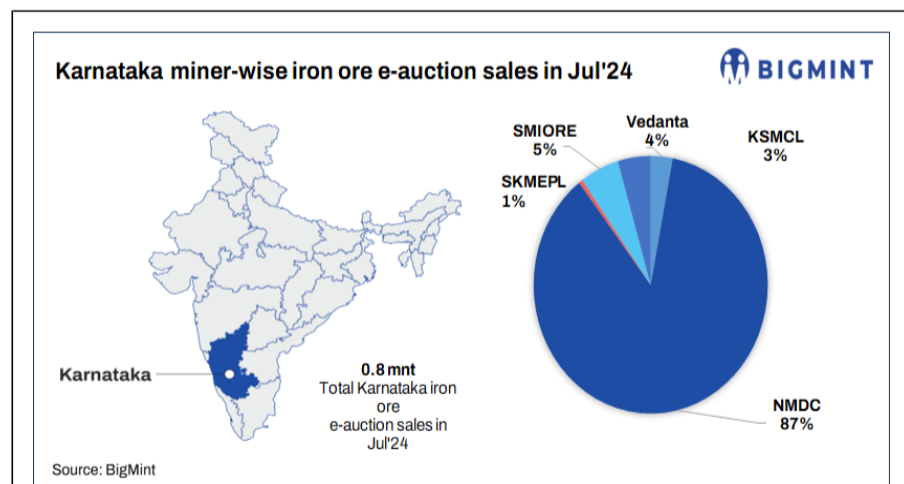 Karnataka miner-wise iron ore e-auction sales in Jul'24
BIGMINT
Vedanta
4%
KSMCL
3%
SMIORE
5%
SKMEPL
1%
Karnataka
0.8 mnt
Total Karnataka iron
ore
e-auction sales in
Jul'24
NMDC
87%
Source: BigMint